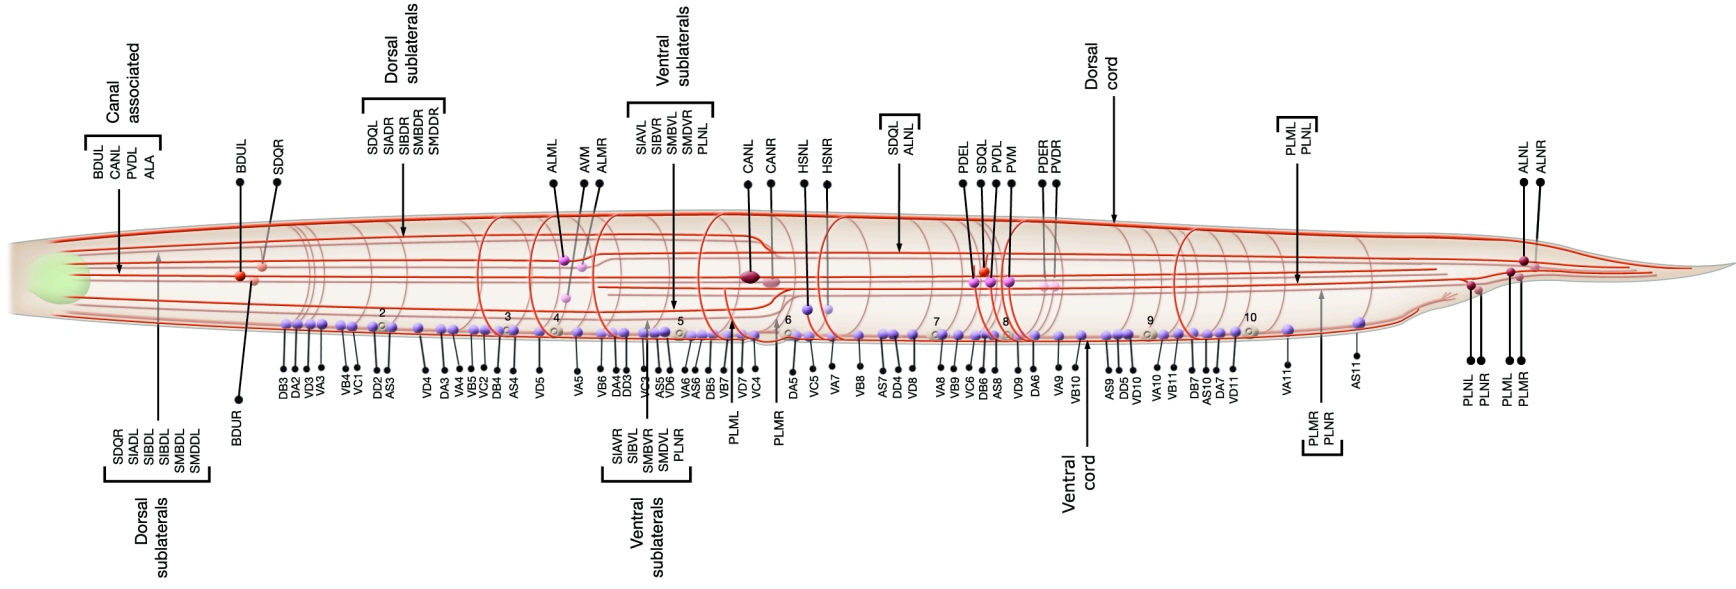 Canal
associated
BDUL
CANL
PVDL
ALA
BDUL
SDQR
Dorsal
sublaterals
SDQL
SIADR
SIBDR
SMBDR
SMDDR
ALML
AVM
ALMR
Ventral
sublaterals
SIAVL
SIBVR
SMBVL
SMDVR
PLNL
CANL
CANR
HSNL
HSNR
SDQL
ALNL
PDEL
SDQL
PVDL
PVM
PDER
PVDR
Dorsal
cord
PLML
PLNL
ALNL
ALNR
2
3
4
5
6
7
8
9
10
DB3
DA2
VD3
VA3
VB4
VC1
DD2
AS3
VD4
DA3
VA4
VB5
VC2
DB4
AS4
VD5
VA5
VB6
DA4
DD3
VC3
AS5
VD6
VA6
AS6
DB5
VB7
VD7
VC4
DA5
VC5
VA7
VB8
AS7
DD4
VD8
VA8
VB9
VC6
DB6
AS8
VD9
DA6
VA9
VB10
AS9
DD5
VD10
VA10
VB11
DB7
AS10
DA7
VD11
VA11
AS11
PLNL
PLNR
PLML
PLMR
BDUR
SDQR
SIADL
SIBDL
SIBDL
SMBDL
SMDDL
Dorsal
sublaterals
SIAVR
SIBVL
SMBVR
SMDVL
PLNR
Ventral
sublaterals
PLML
PLMR
Ventral
cord
PLMR
PLNR